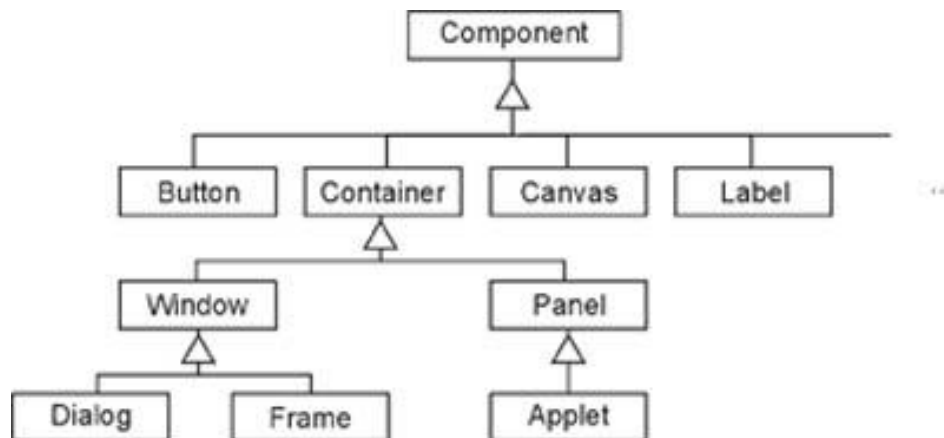 Component
Button Container Canvas Label ..
Window Panel
Dialog Frame Applet